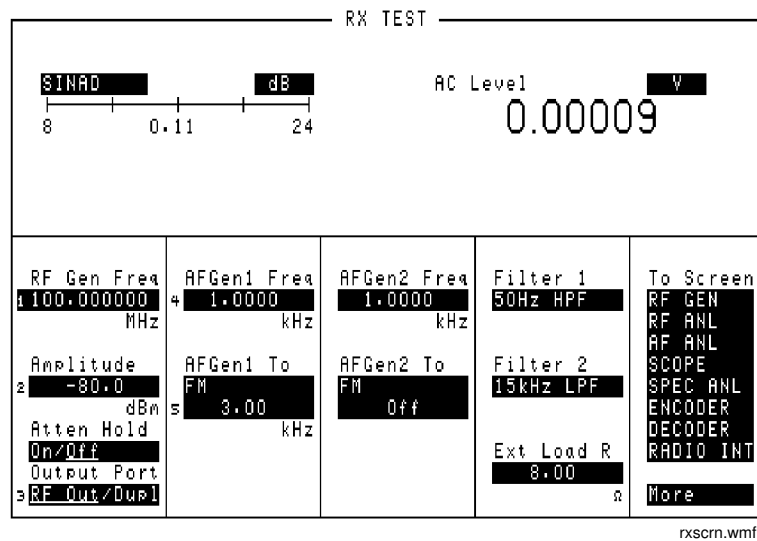 RX TEST
SINAD dB
8 0.11 24
AC Level V
0.00009
RF Gen Freq
1 100.000000
MHz
Amplitude
2 -80.0
dBm
Atten Hold
On/Off
Output Port
3 RF Out/Dupl
AFGen1 Freq
4 1.0000
kHz
AFGen1 To
FM
5 3.00
kHz
AFGen2 Freq
1.0000
kHz
AFGen2 To
FM
Off
Filter 1
50Hz HPF
Filter 2
15kHz LPF
Ext Load R
8.00
Ω
To Screen
RF GEN
RF ANL
AF ANL
SCOPE
SPEC ANL
ENCODER
DECODER
RADIO INT
More
rxscrn.wmf